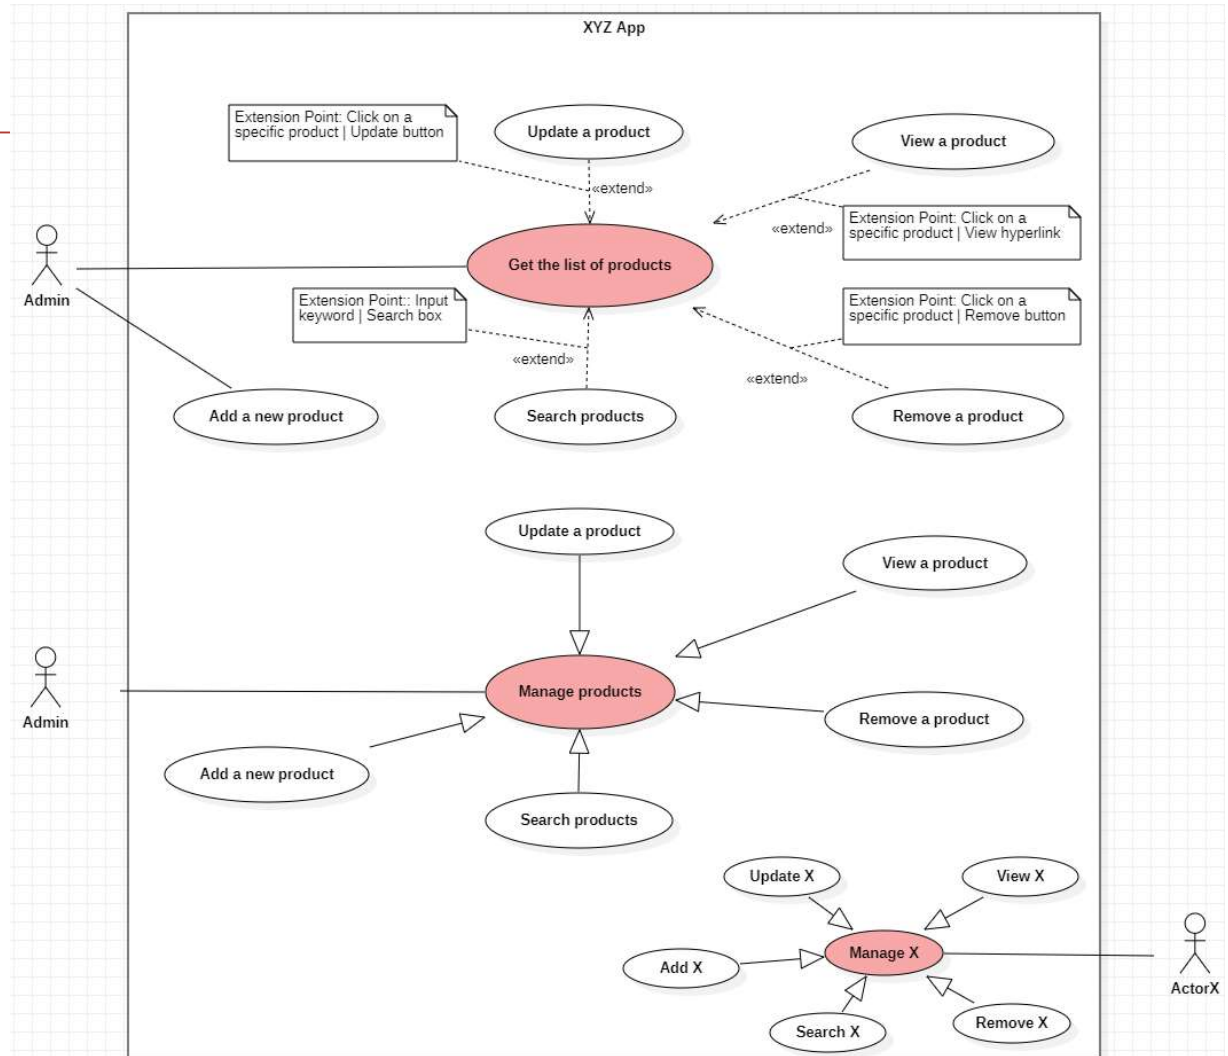 XYZ App
Extension Point: Click on a
specific product | Update button
Update a product
View a product
«extend»
Extension Point: Click on a
specific product | View hyperlink
«extend»
Get the list of products
Admin
Extension Point:: Input
keyword | Search box
Extension Point: Click on a
specific product | Remove button
«extend»
«extend»
Add a new product
Search products
Remove a product
Update a product
View a product
Manage products
Remove a product
Admin
Add a new product
Search products
Update X
View X
Manage X
Add X
ActorX
Search X
Remove X